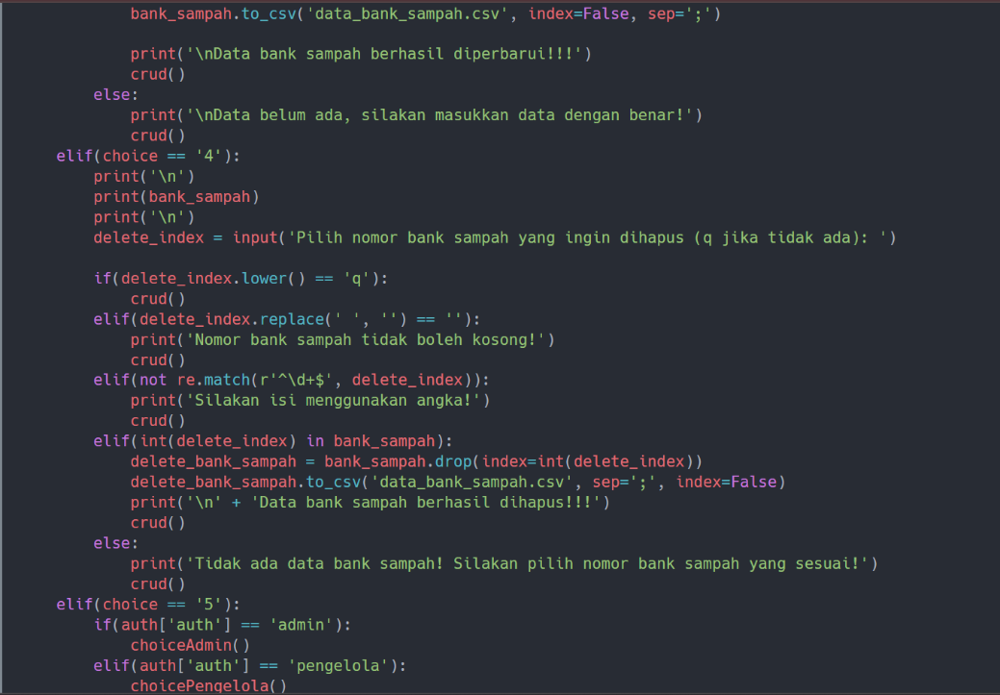 bank_sampah.to_csv('data_bank_sampah.csv', index=False, sep=';')
print('\nData bank sampah berhasil diperbarui!!!')
crud()
else:
print('\nData belum ada, silakan masukkan data dengan benar!')
crud()
elif(choice == '4'):
print('\n')
print(bank_sampah)
print('\n')
delete_index = input('Pilih nomor bank sampah yang ingin dihapus (q jika tidak ada): ')
if(delete_index.lower() == 'q'):
crud()
elif(delete_index.replace(' ', '') == ''):
print('Nomor bank sampah tidak boleh kosong!')
crud()
elif(not re.match(r'^\d+$', delete_index)):
print('Silakan isi menggunakan angka!')
crud()
elif(int(delete_index) in bank_sampah):
delete_bank_sampah = bank_sampah.drop(index=int(delete_index))
delete_bank_sampah.to_csv('data_bank_sampah.csv', sep=';', index=False)
print('\n' + 'Data bank sampah berhasil dihapus!!!')
crud()
else:
print('Tidak ada data bank sampah! Silakan pilih nomor bank sampah yang sesuai!')
crud()
elif(choice == '5'):
if(auth['auth'] == 'admin'):
choiceAdmin()
elif(auth['auth'] == 'pengelola'):
choicePengelola()